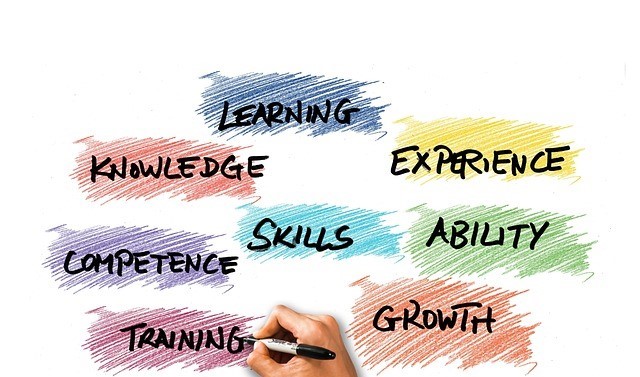 LEARNING
KNOWLEDGE
EXPERIENCE
SKILLS
ABILITY
COMPETENCE
TRAINING
GROWTH